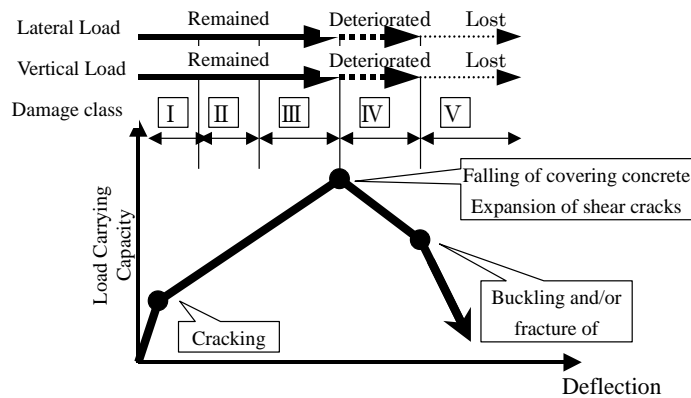 Lateral Load Remained Deteriorated Lost
Vertical Load Remained Deteriorated Lost
Damage class Ⅰ Ⅱ Ⅲ Ⅳ Ⅴ
Load Carrying
Capacity
Falling of covering concrete
Expansion of shear cracks
Cracking
Buckling and/or
fracture of
Deflection